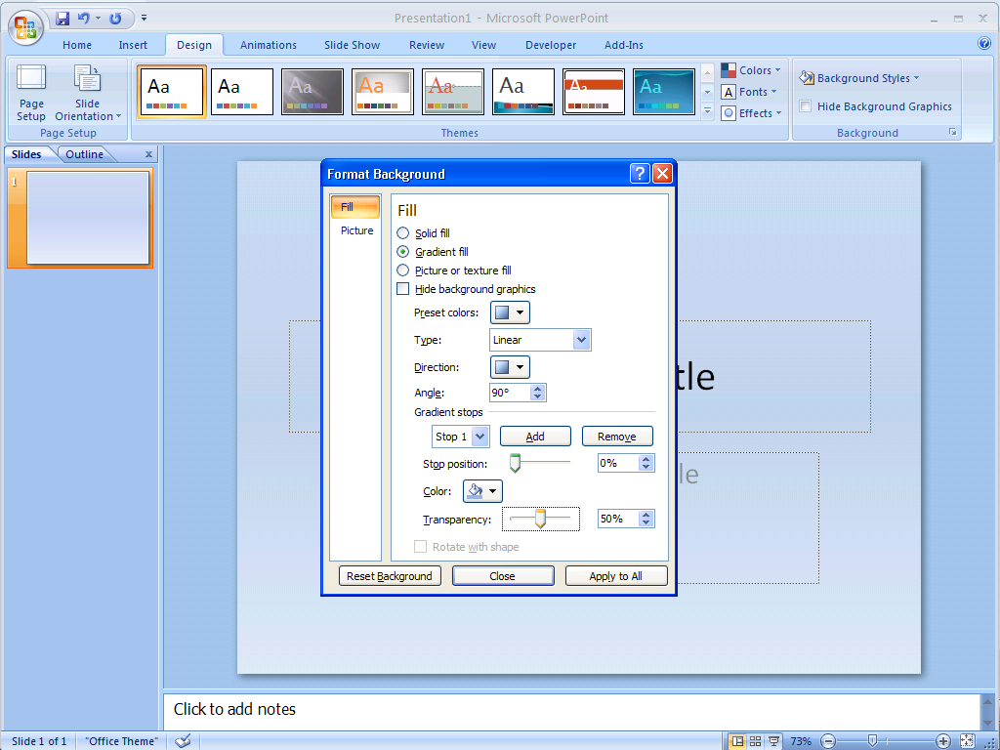 Presentation1 - Microsoft PowerPoint
Home Insert Design Animations Slide Show Review View Developer Add-Ins
Page Setup
Slide Orientation
Page Setup
Aa Aa Aa Aa Aa Aa Aa Aa
Themes
Colors
Fonts
Effects
Background Styles
Hide Background Graphics
Background
Slides Outline x
1
Format Background ?
Fill
Picture
Fill
Solid fill
Gradient fill
Picture or texture fill
Hide background graphics
Preset colors:
Type: Linear
Direction:
Angle: 90°
Gradient stops
Stop 1 Add Remove
Stop position: 0%
Color:
Transparency: 50%
Rotate with shape
Reset Background Close Apply to All
tle
le
Click to add notes
Slide 1 of 1 "Office Theme" 73%